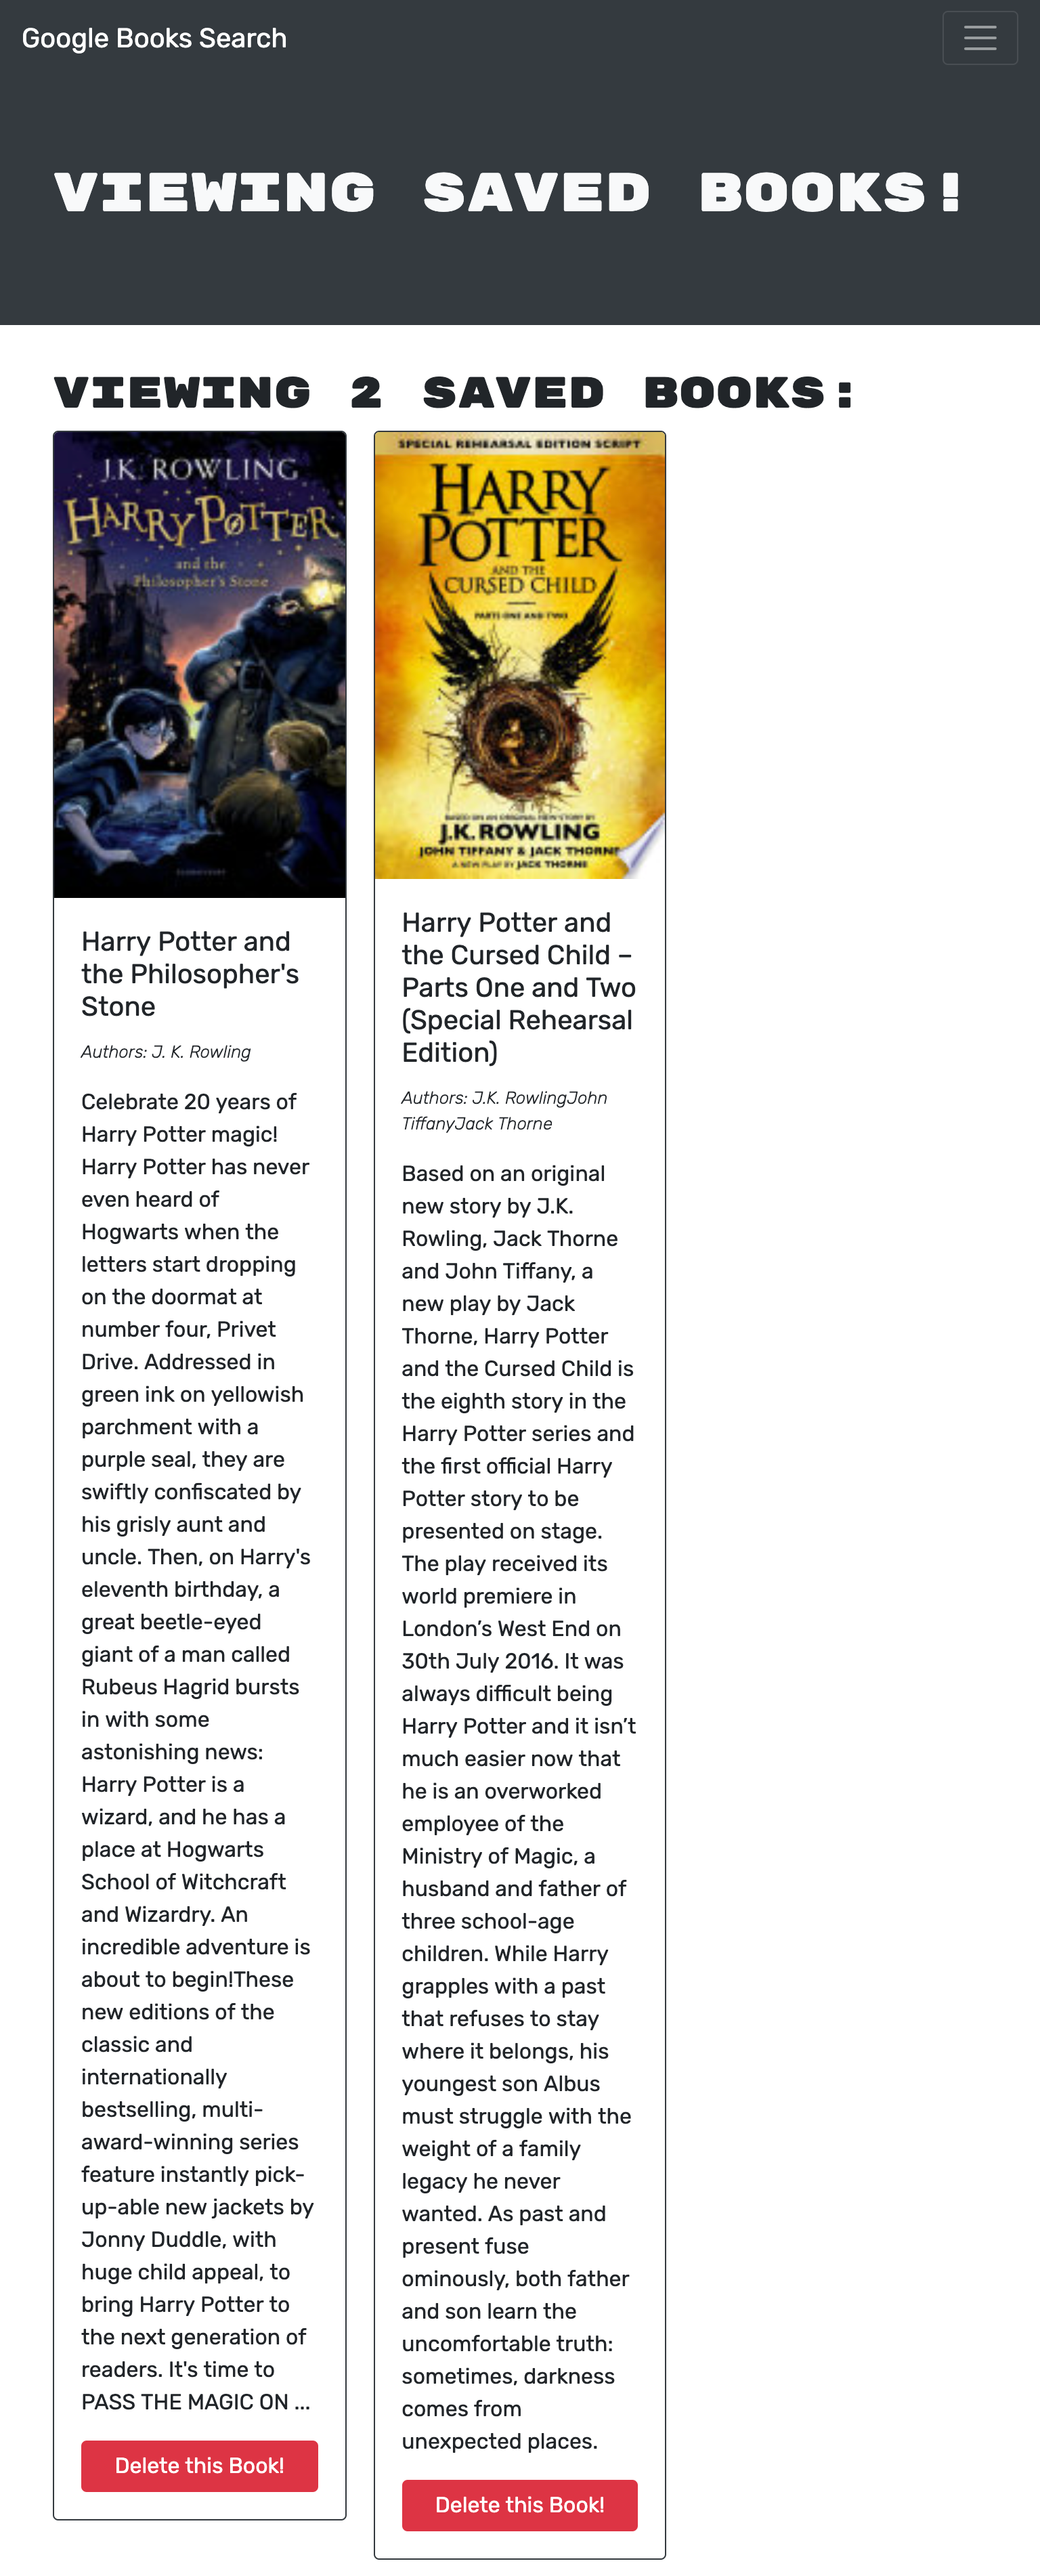 Google Books Search
VIEWING SAVED BOOKS!
VIEWING 2 SAVED BOOKS:
J.K. ROWLING
HARRY POTTER
and the
Philosopher's Stone
Harry Potter and
the Philosopher's
Stone
Authors: J. K. Rowling
Celebrate 20 years of
Harry Potter magic!
Harry Potter has never
even heard of
Hogwarts when the
letters start dropping
on the doormat at
number four, Privet
Drive. Addressed in
green ink on yellowish
parchment with a
purple seal, they are
swiftly confiscated by
his grisly aunt and
uncle. Then, on Harry's
eleventh birthday, a
great beetle-eyed
giant of a man called
Rubeus Hagrid bursts
in with some
astonishing news:
Harry Potter is a
wizard, and he has a
place at Hogwarts
School of Witchcraft
and Wizardry. An
incredible adventure is
about to begin!These
new editions of the
classic and
internationally
bestselling, multi-
award-winning series
feature instantly pick-
up-able new jackets by
Jonny Duddle, with
huge child appeal, to
bring Harry Potter to
the next generation of
readers. It's time to
PASS THE MAGIC ON ...
Delete this Book!
SPECIAL REHEARSAL EDITION SCRIPT
HARRY
POTTER
AND THE
CURSED CHILD
PARTS ONE AND TWO
BASED ON AN ORIGINAL NEW STORY BY
J.K. ROWLING
JOHN TIFFANY & JACK THORNE
A NEW PLAY BY JACK THORNE
Harry Potter and
the Cursed Child –
Parts One and Two
(Special Rehearsal
Edition)
Authors: J.K. RowlingJohn
TiffanyJack Thorne
Based on an original
new story by J.K.
Rowling, Jack Thorne
and John Tiffany, a
new play by Jack
Thorne, Harry Potter
and the Cursed Child is
the eighth story in the
Harry Potter series and
the first official Harry
Potter story to be
presented on stage.
The play received its
world premiere in
London’s West End on
30th July 2016. It was
always difficult being
Harry Potter and it isn’t
much easier now that
he is an overworked
employee of the
Ministry of Magic, a
husband and father of
three school-age
children. While Harry
grapples with a past
that refuses to stay
where it belongs, his
youngest son Albus
must struggle with the
weight of a family
legacy he never
wanted. As past and
present fuse
ominously, both father
and son learn the
uncomfortable truth:
sometimes, darkness
comes from
unexpected places.
Delete this Book!